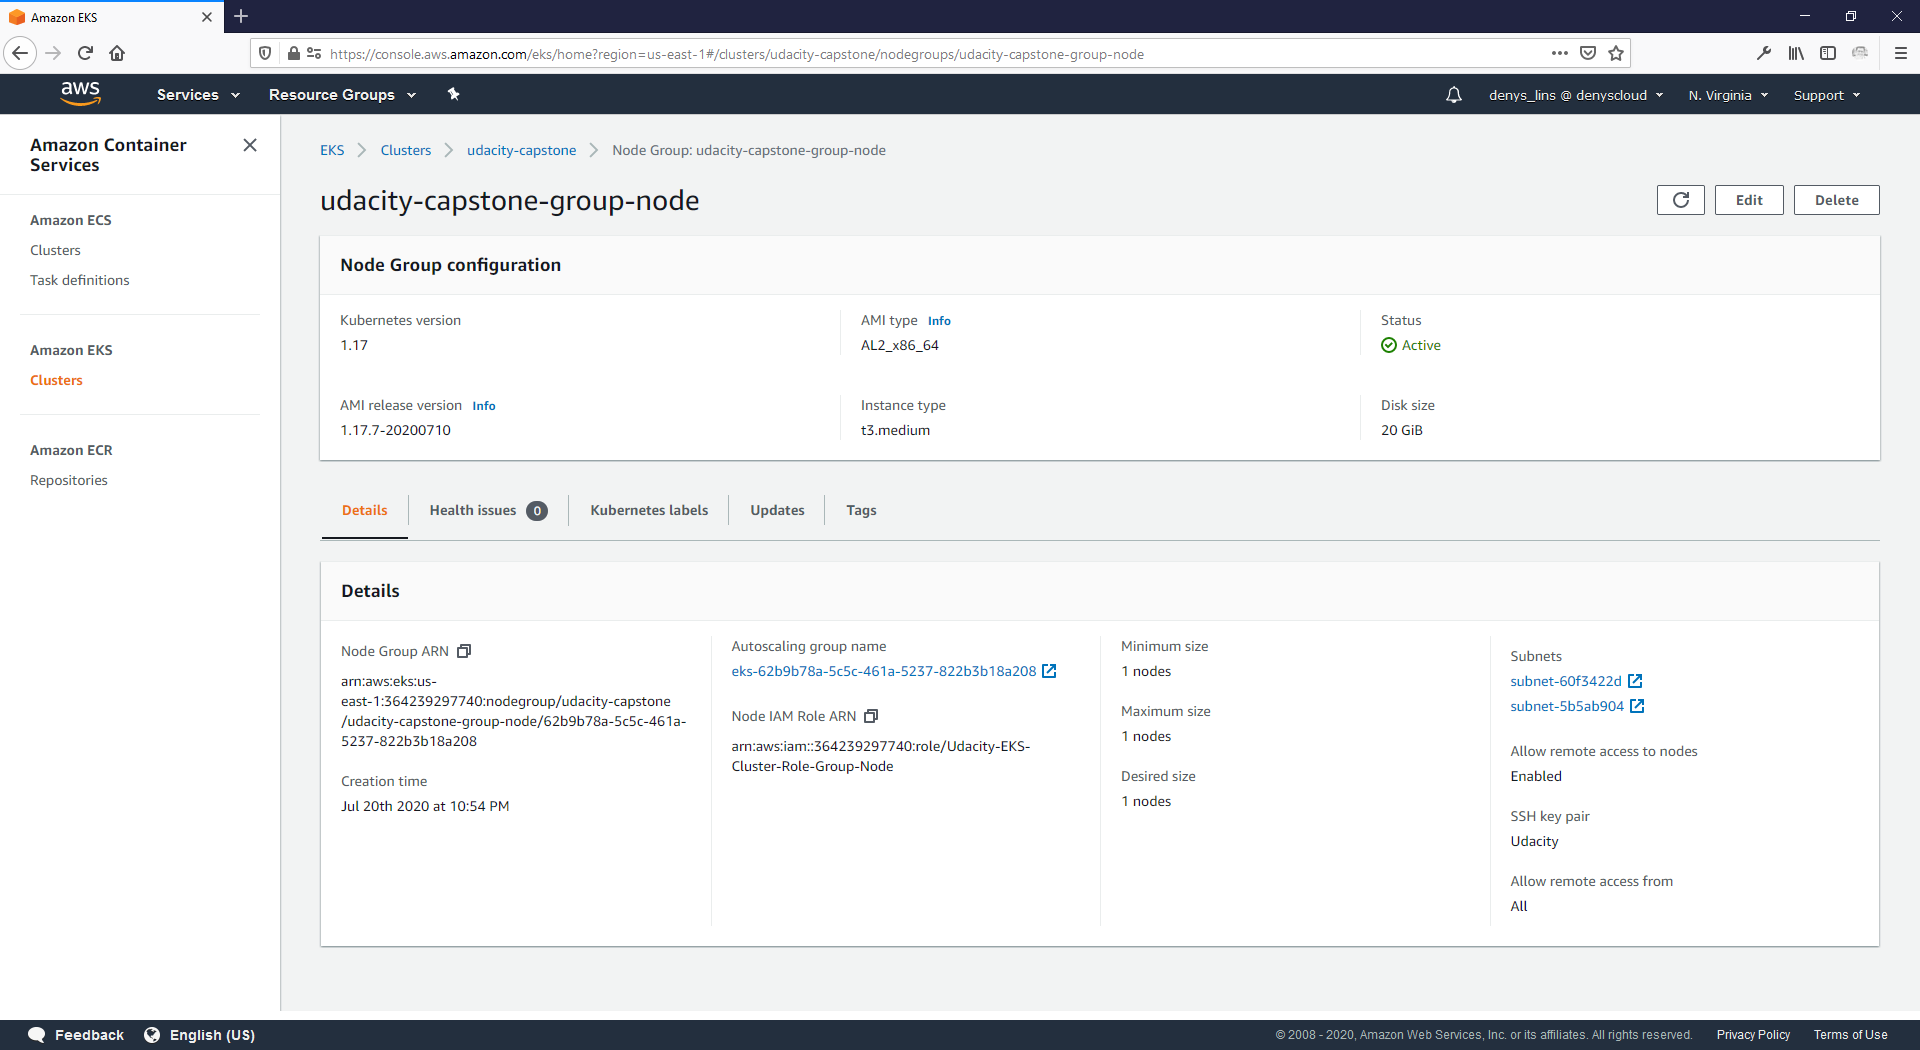 Amazon EKS
https://console.aws.amazon.com/eks/home?region=us-east-1#/clusters/udacity-capstone/nodegroups/udacity-capstone-group-node
aws
Services
Resource Groups
denys_lins @ denyscloud
N. Virginia
Support
Amazon Container
Services
Amazon ECS
Clusters
Task definitions
Amazon EKS
Clusters
Amazon ECR
Repositories
EKS
Clusters
udacity-capstone
Node Group: udacity-capstone-group-node
udacity-capstone-group-node
Edit
Delete
Node Group configuration
Kubernetes version
1.17
AMI type Info
AL2_x86_64
Status
Active
AMI release version Info
1.17.7-20200710
Instance type
t3.medium
Disk size
20 GiB
Details
Health issues 0
Kubernetes labels
Updates
Tags
Details
Node Group ARN
arn:aws:eks:us-
east-1:364239297740:nodegroup/udacity-capstone
/udacity-capstone-group-node/62b9b78a-5c5c-461a-
5237-822b3b18a208
Creation time
Jul 20th 2020 at 10:54 PM
Autoscaling group name
eks-62b9b78a-5c5c-461a-5237-822b3b18a208
Node IAM Role ARN
arn:aws:iam::364239297740:role/Udacity-EKS-
Cluster-Role-Group-Node
Minimum size
1 nodes
Maximum size
1 nodes
Desired size
1 nodes
Subnets
subnet-60f3422d
subnet-5b5ab904
Allow remote access to nodes
Enabled
SSH key pair
Udacity
Allow remote access from
All
Feedback
English (US)
© 2008 - 2020, Amazon Web Services, Inc. or its affiliates. All rights reserved.
Privacy Policy
Terms of Use